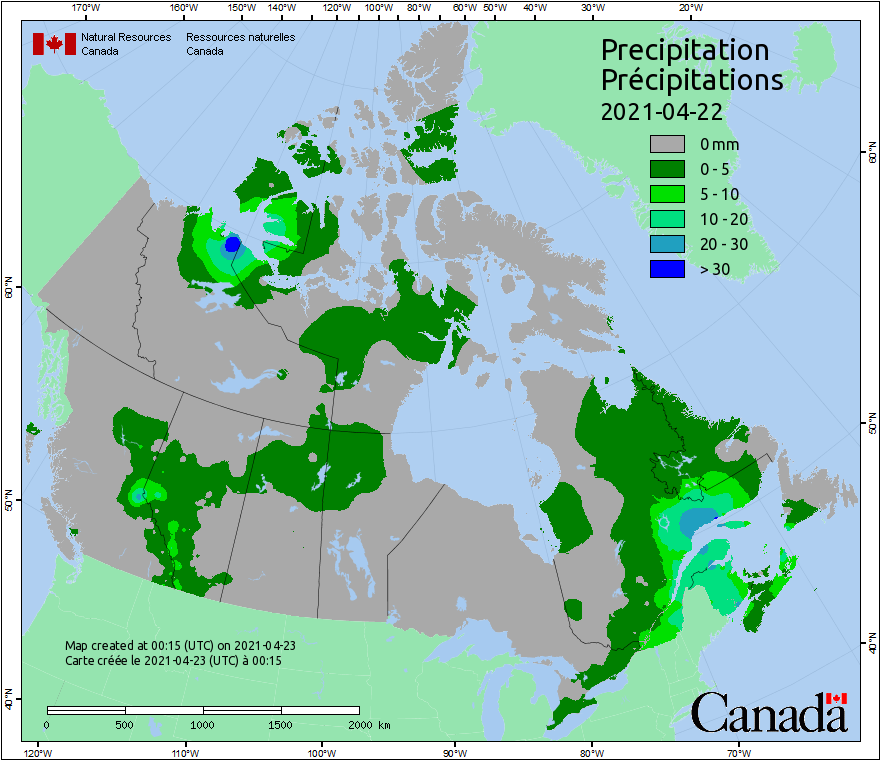 170°W 160°W 150°W 140°W 130°W 120°W 100°W 80°W 60°W 50°W 40°W 30°W 20°W
Natural Resources Ressources naturelles
Canada Canada
Precipitation
Précipitations
2021-04-22
0 mm
0 - 5
5 - 10
10 - 20
20 - 30
> 30
60°N
60°N
50°N
50°N
40°N
40°N
Map created at 00:15 (UTC) on 2021-04-23
Carte créée le 2021-04-23 (UTC) à 00:15
0 500 1000 1500 2000 km
Canada
120°W 110°W 100°W 90°W 80°W 70°W